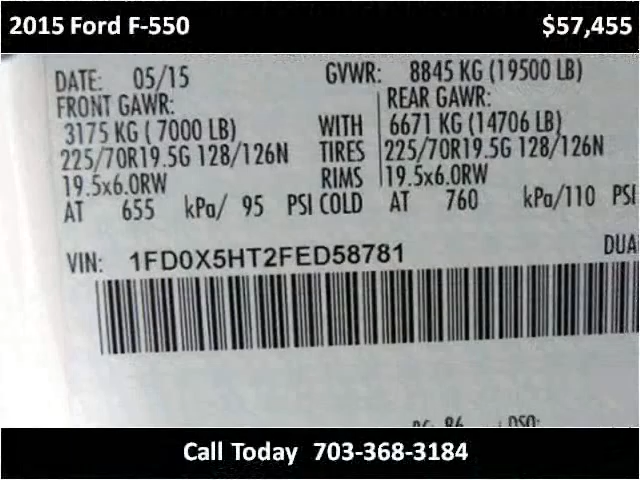 2015 Ford F-550 $57,455
DATE: 05/15 GVWR: 8845 KG (19500 LB)
FRONT GAWR: REAR GAWR:
3175 KG ( 7000 LB) WITH 6671 KG (14706 LB)
225/70R19.5G 128/126N TIRES 225/70R19.5G 128/126N
19.5x6.0RW RIMS 19.5x6.0RW
AT 655 kPa/ 95 PSI COLD AT 760 kPa/110 PSI
VIN: 1FD0X5HT2FED58781 DUA
86 DSO:
Call Today 703-368-3184